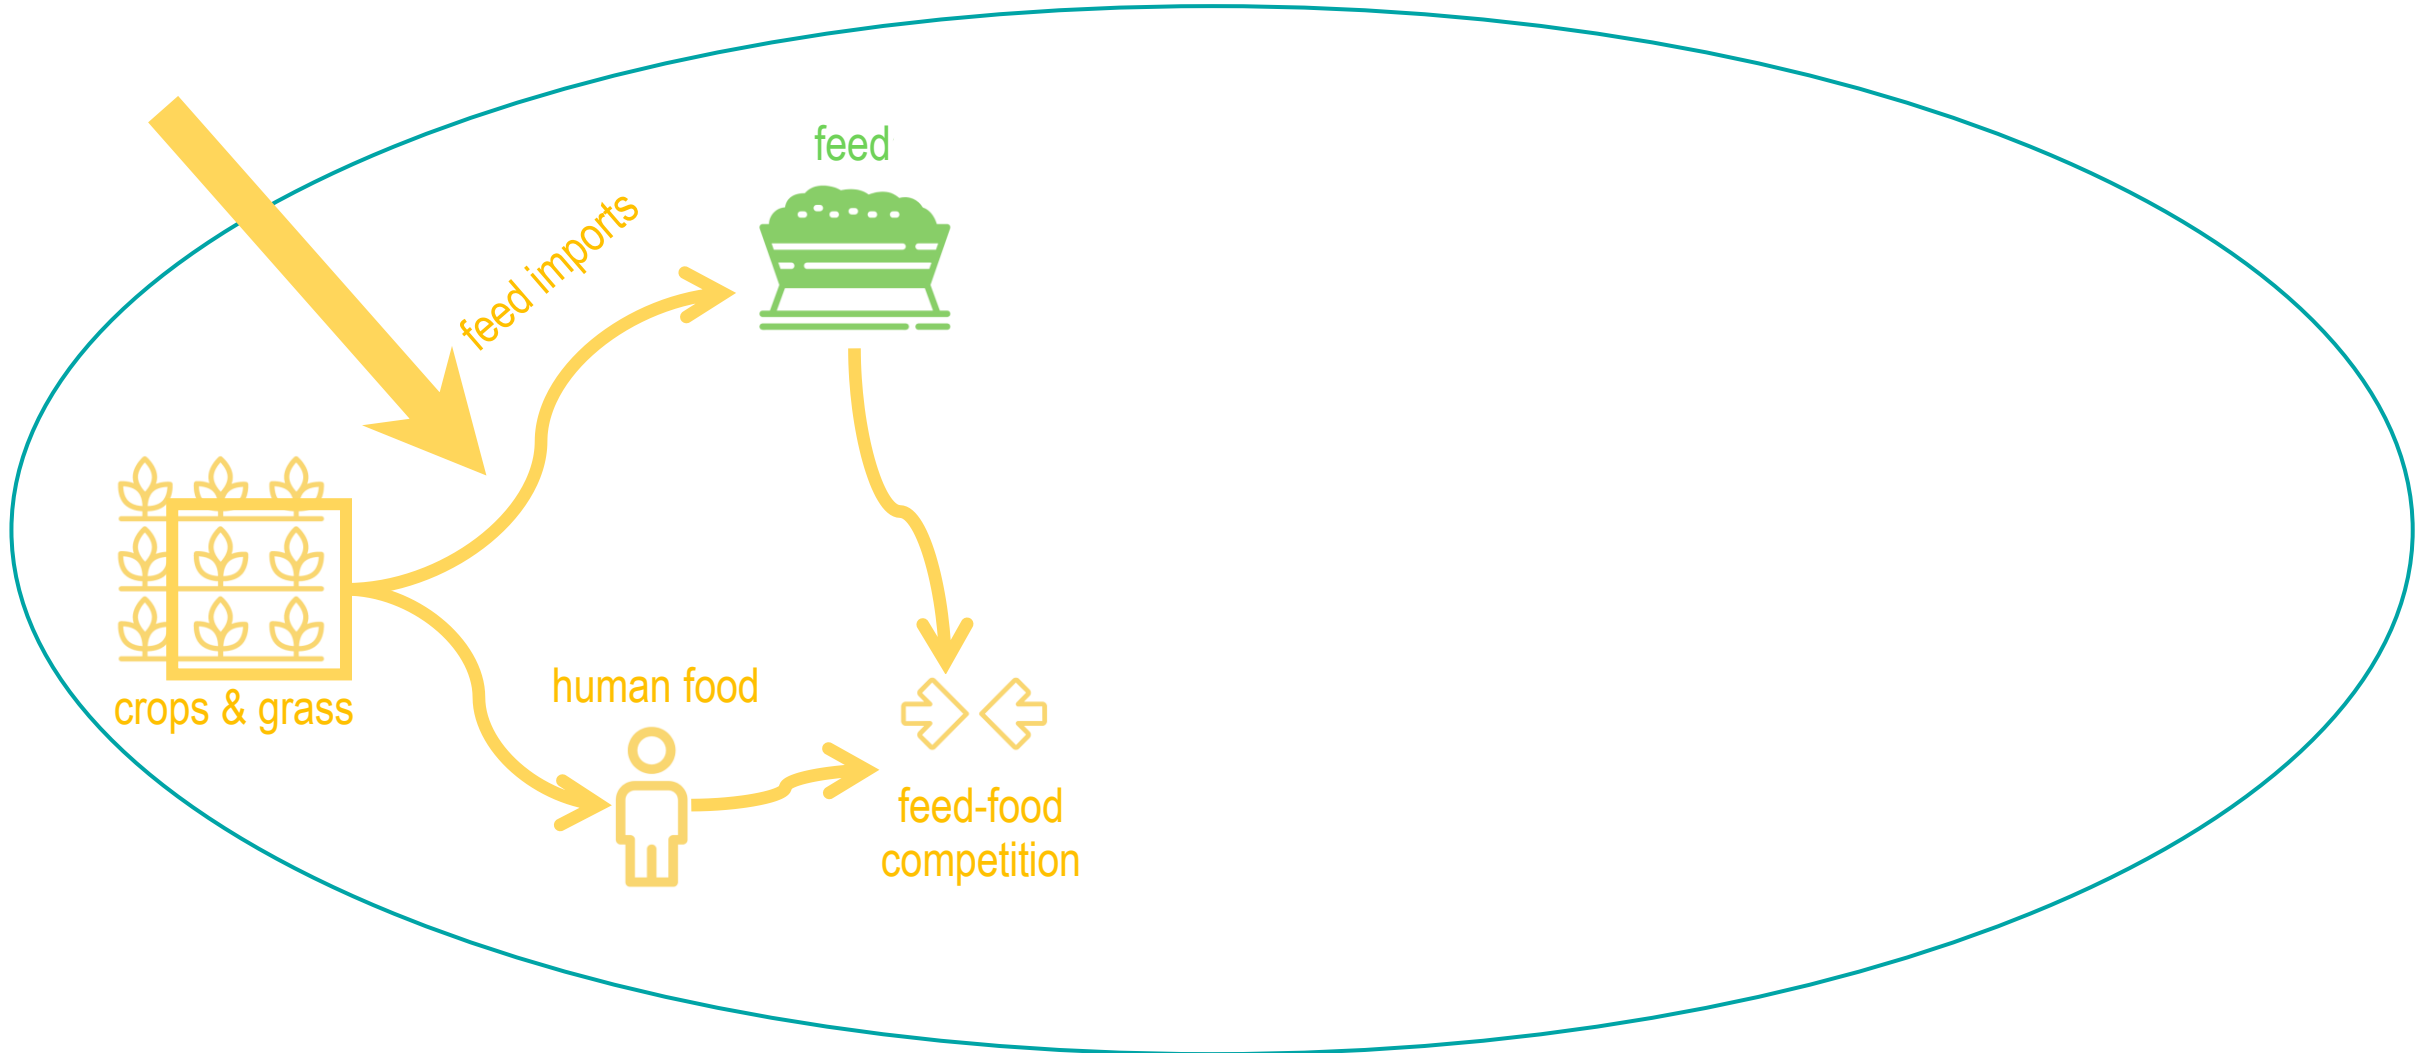 feed
feed imports
crops & grass
human food
feed-food
competition